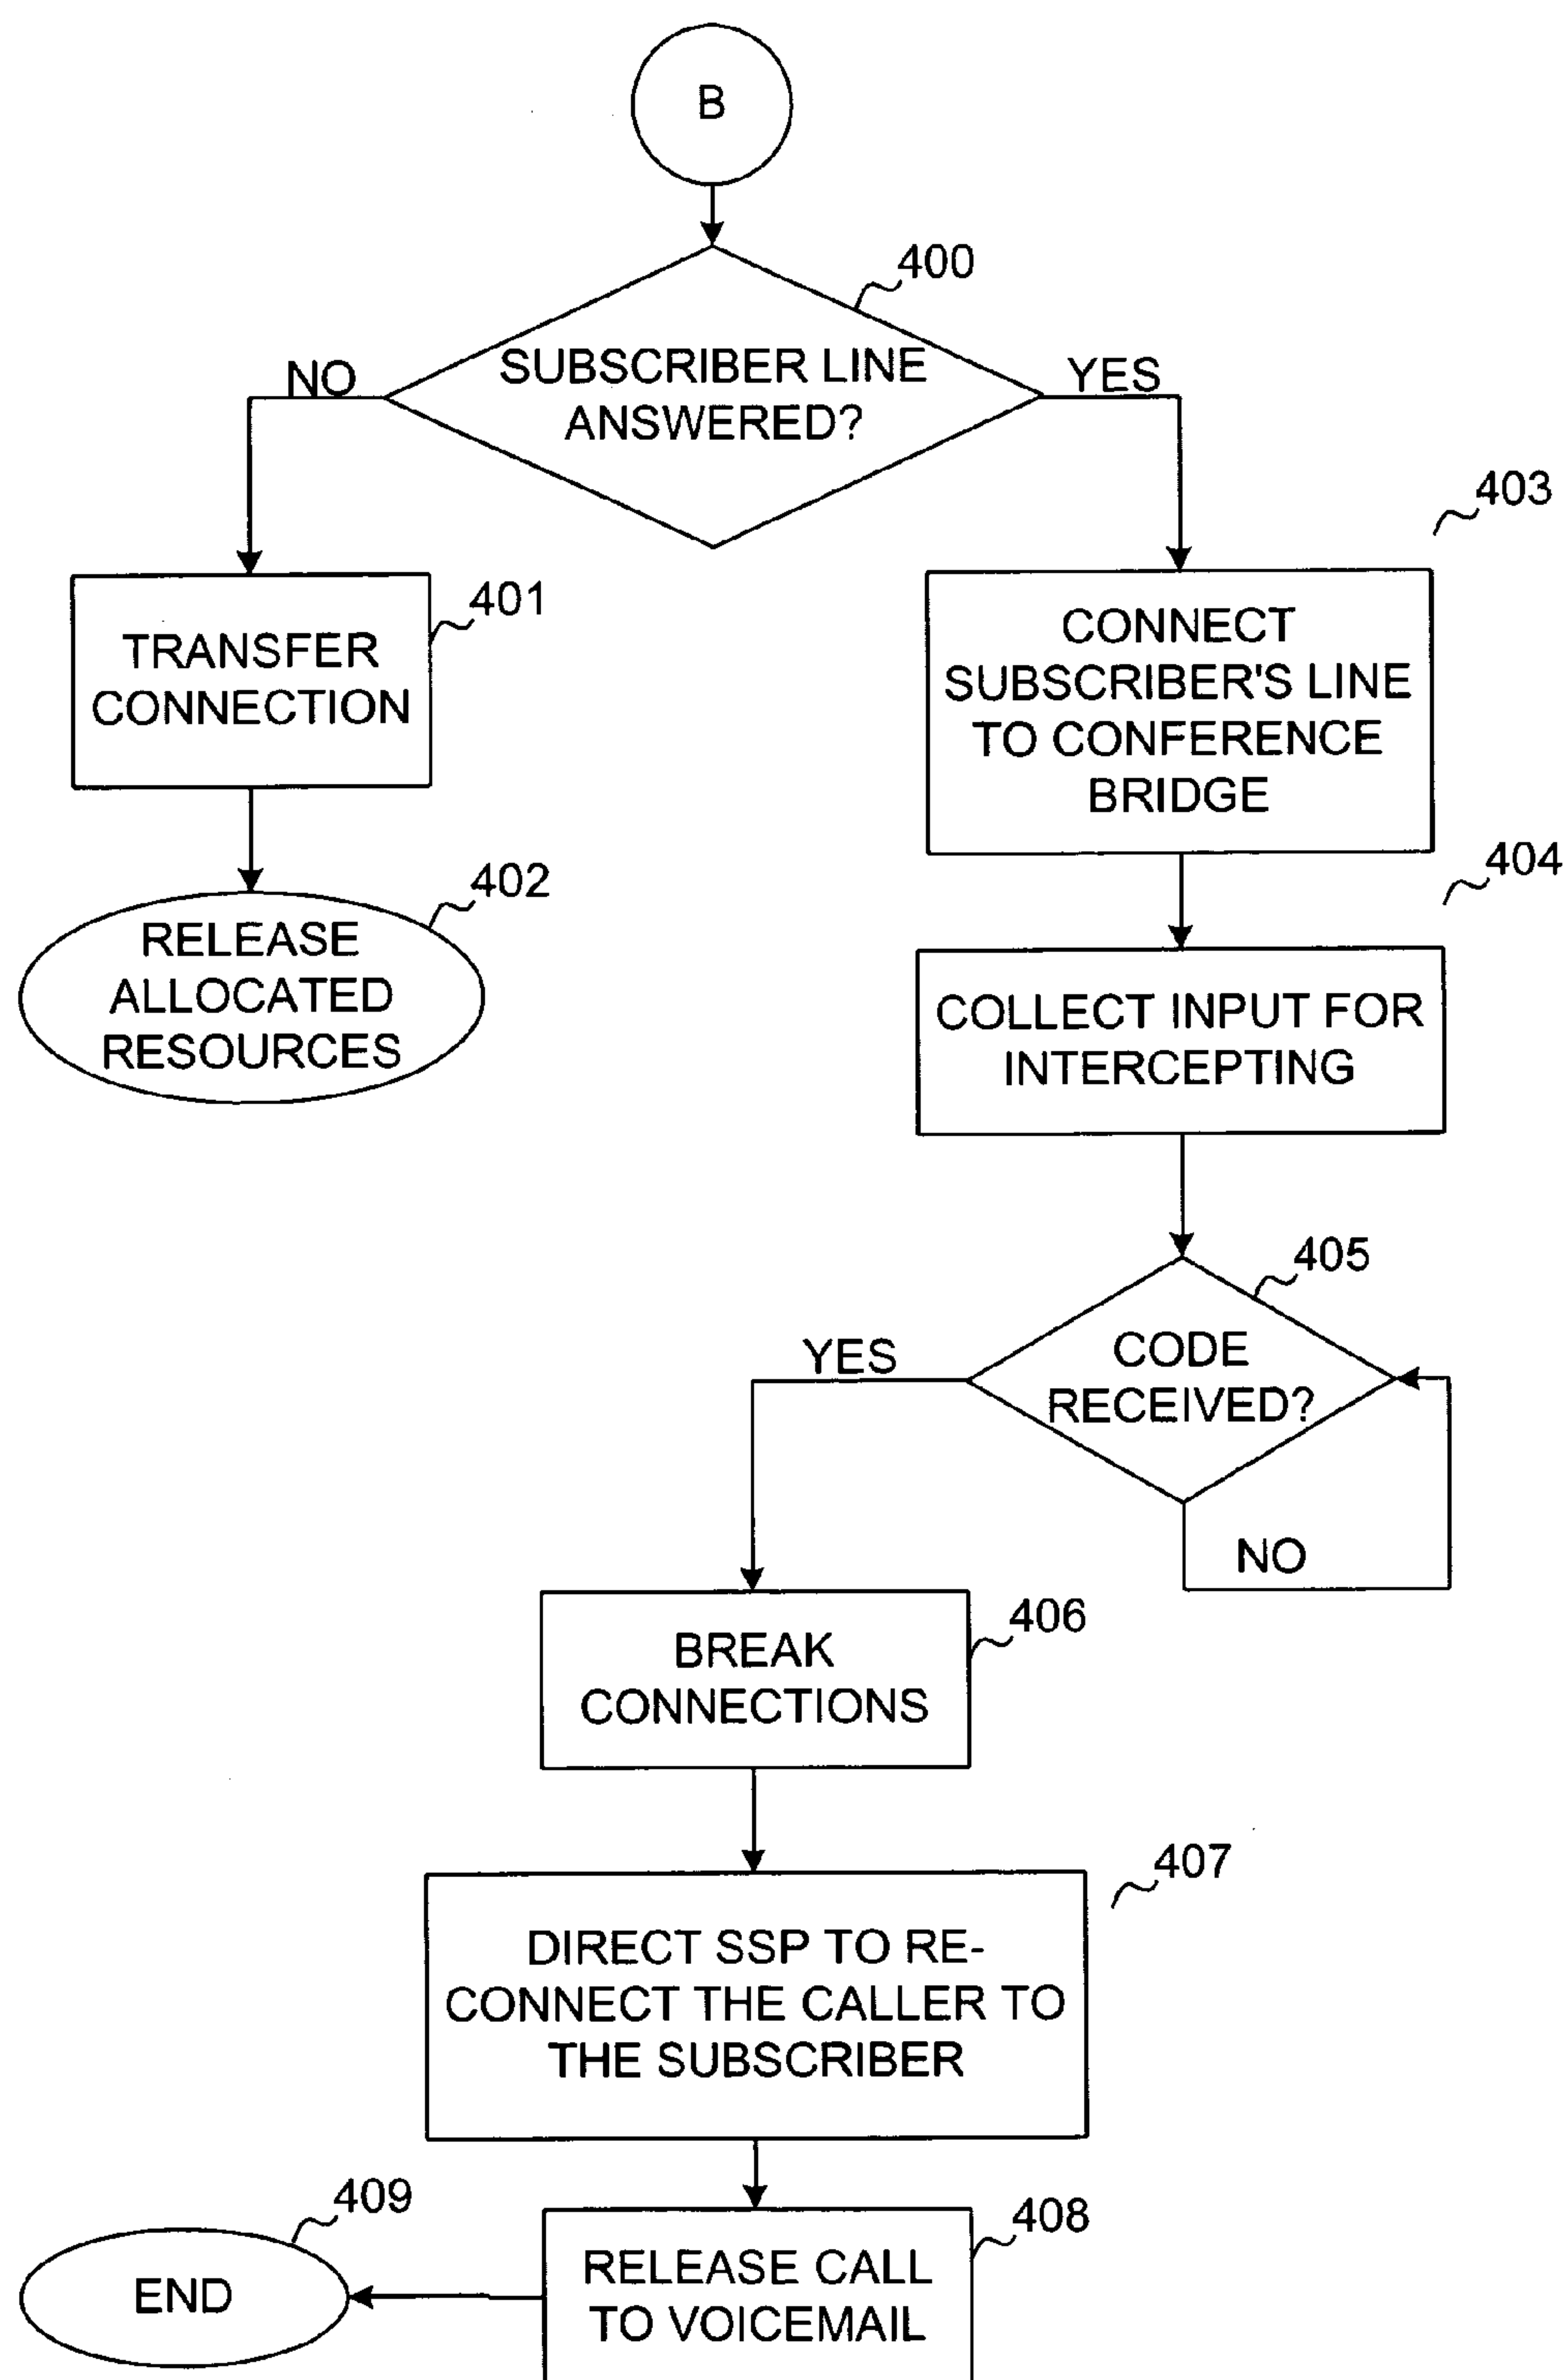 B
400
SUBSCRIBER LINE
ANSWERED?
NO
YES
403
401
TRANSFER
CONNECTION
CONNECT
SUBSCRIBER'S LINE
TO CONFERENCE
BRIDGE
404
402
RELEASE
ALLOCATED
RESOURCES
COLLECT INPUT FOR
INTERCEPTING
405
YES
CODE
RECEIVED?
NO
406
BREAK
CONNECTIONS
407
DIRECT SSP TO RE-
CONNECT THE CALLER TO
THE SUBSCRIBER
409
408
END
RELEASE CALL
TO VOICEMAIL